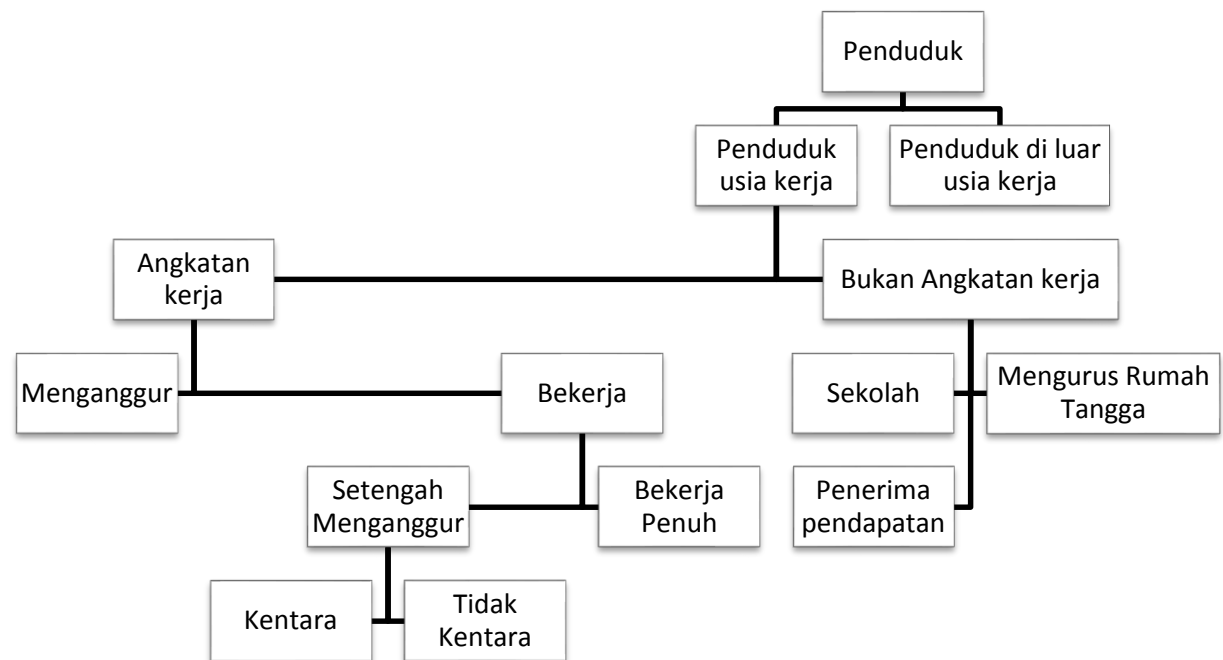 Penduduk
Penduduk
usia kerja
Penduduk di luar
usia kerja
Angkatan
kerja
Bukan Angkatan kerja
Menganggur
Bekerja
Sekolah
Mengurus Rumah
Tangga
Setengah
Menganggur
Bekerja
Penuh
Penerima
pendapatan
Kentara
Tidak
Kentara